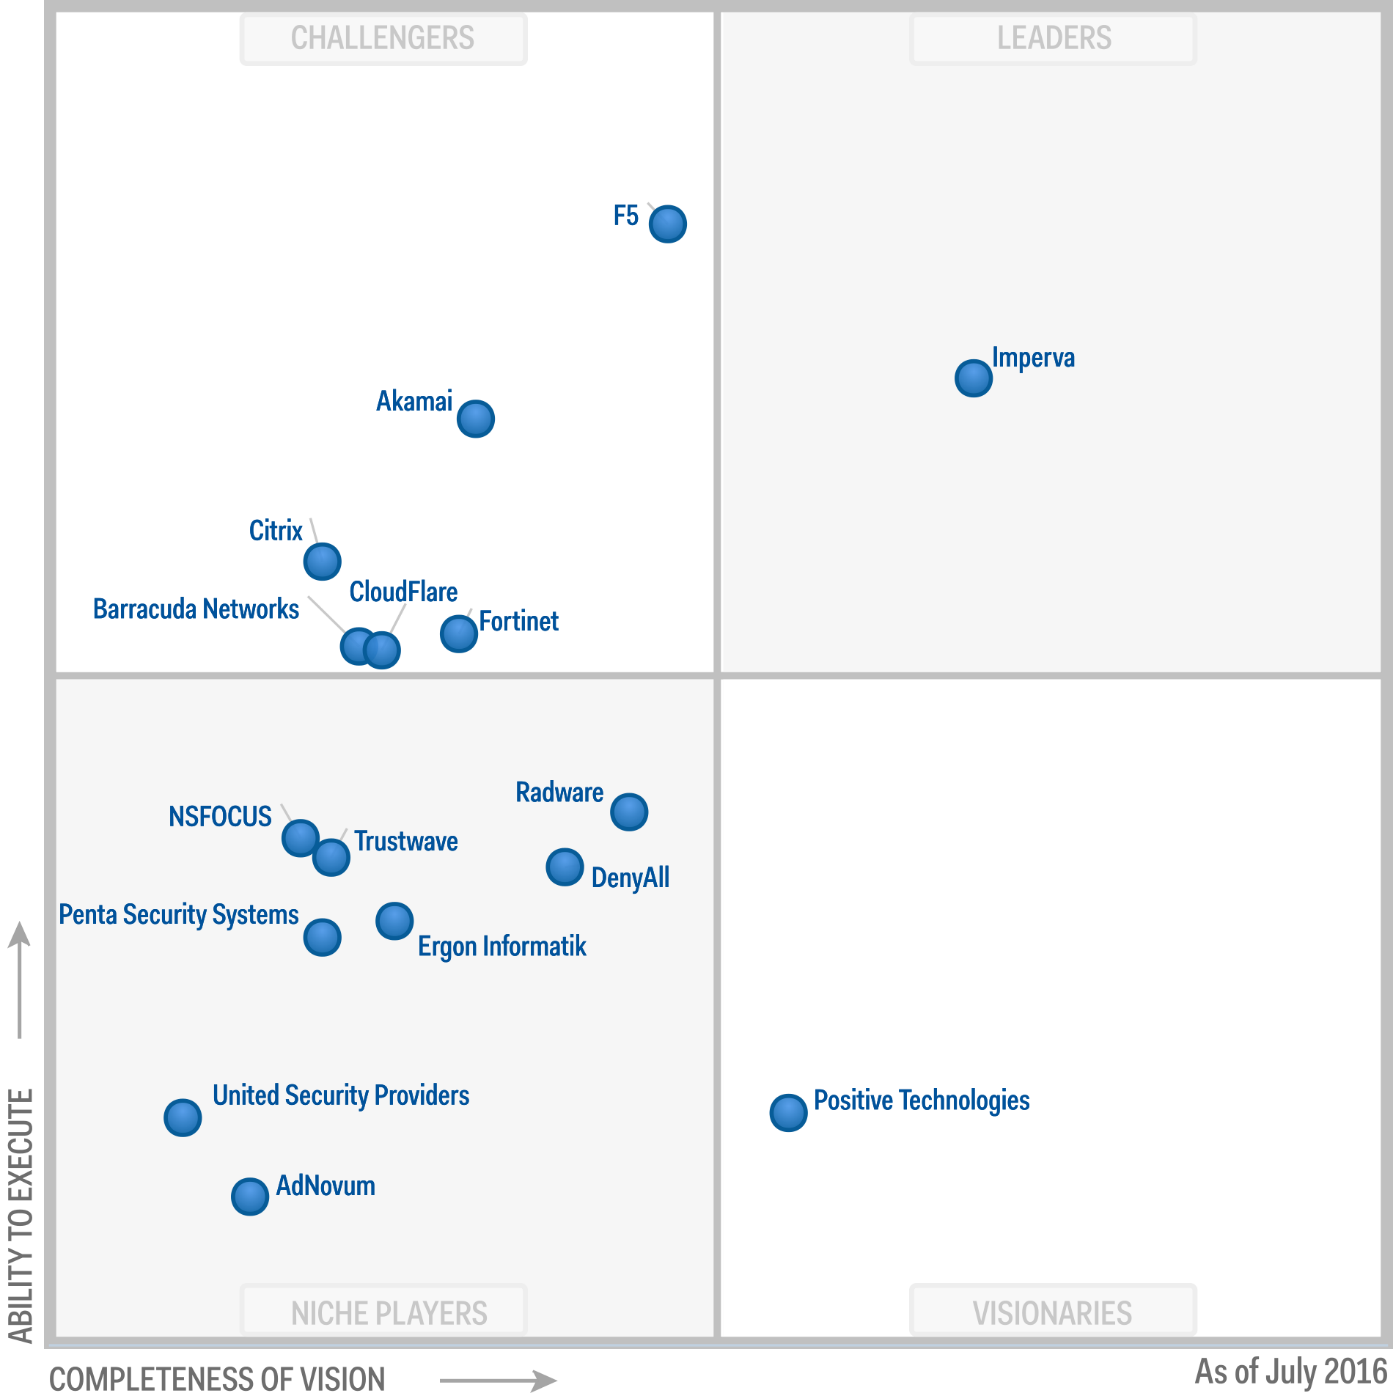 CHALLENGERS
LEADERS
F5
Imperva
Akamai
Citrix
CloudFlare
Barracuda Networks
Fortinet
Radware
NSFOCUS
Trustwave
DenyAll
Penta Security Systems
Ergon Informatik
United Security Providers
Positive Technologies
AdNovum
NICHE PLAYERS
VISIONARIES
ABILITY TO EXECUTE
COMPLETENESS OF VISION
As of July 2016